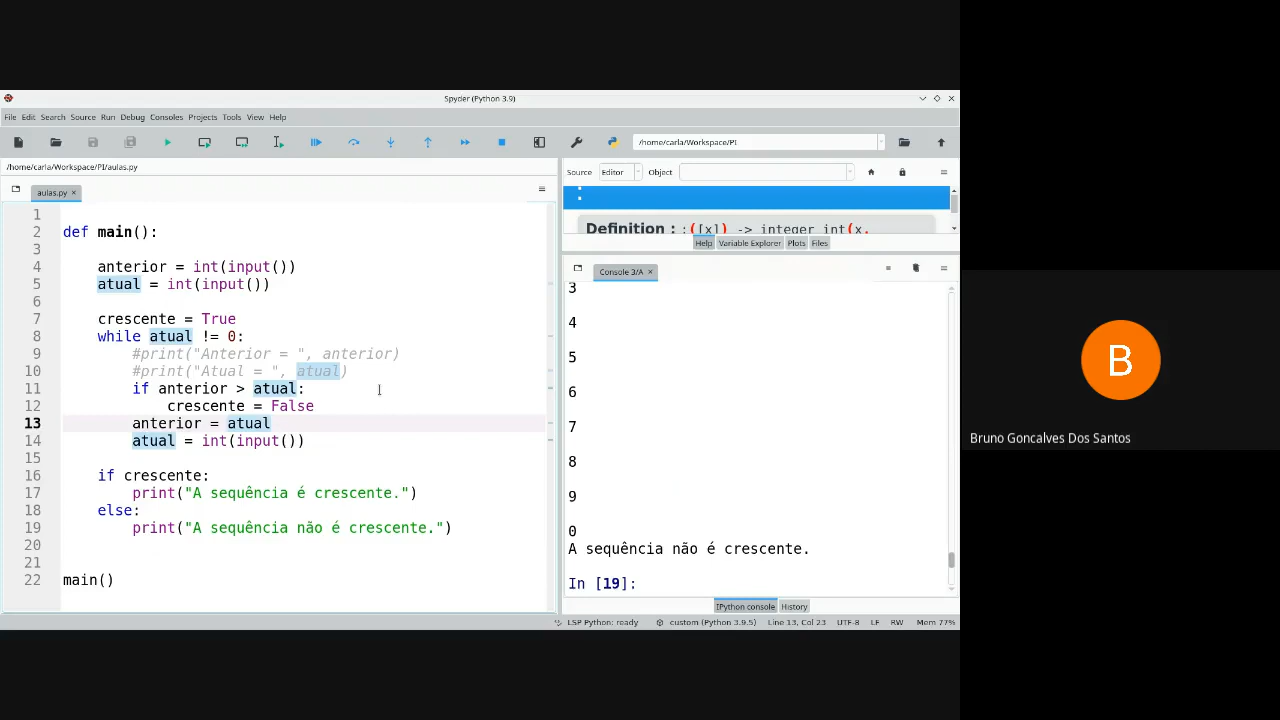 Spyder (Python 3.9)
File Edit Search Source Run Debug Consoles Projects Tools View Help
/home/carla/Workspace/PI
/home/carla/Workspace/PI/aulas.py
aulas.py
1
2 def main():
3
4 anterior = int(input())
5 atual = int(input())
6
7 crescente = True
8 while atual != 0:
9 #print("Anterior = ", anterior)
10 #print("Atual = ", atual)
11 if anterior > atual:
12 crescente = False
13 anterior = atual
14 atual = int(input())
15
16 if crescente:
17 print("A sequência é crescente.")
18 else:
19 print("A sequência não é crescente.")
20
21
22 main()
Source Editor Object
:
Definition : :([x]) -> integer int(x,
Help Variable Explorer Plots Files
Console 3/A
3
4
5
6
7
8
9
0
A sequência não é crescente.
In [19]:
IPython console History
LSP Python: ready custom (Python 3.9.5) Line 13, Col 23 UTF-8 LF RW Mem 77%
B
Bruno Goncalves Dos Santos